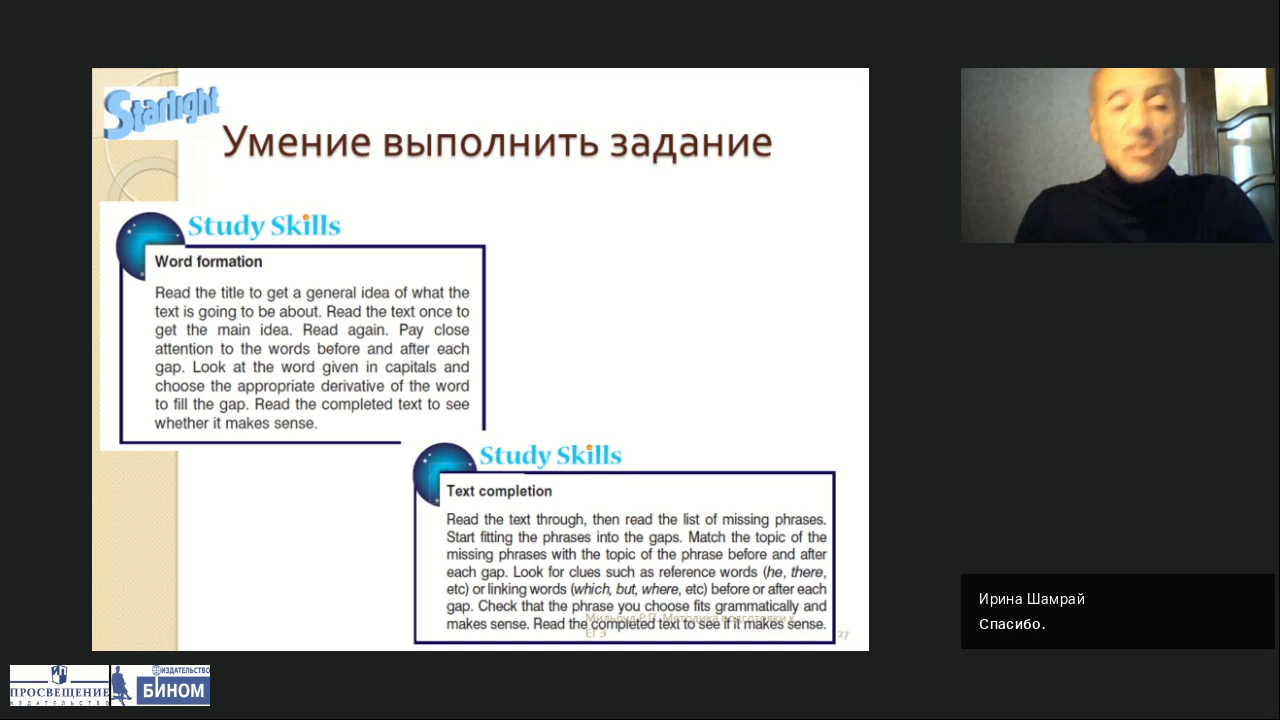 Starlight
Умение выполнить задание
Study Skills
Word formation
Read the title to get a general idea of what the
text is going to be about. Read the text once to
get the main idea. Read again. Pay close
attention to the words before and after each
gap. Look at the word given in capitals and
choose the appropriate derivative of the word
to fill the gap. Read the completed text to see
whether it makes sense.
Study Skills
Text completion
Read the text through, then read the list of missing phrases.
Start fitting the phrases into the gaps. Match the topic of the
missing phrases with the topic of the phrase before and after
each gap. Look for clues such as reference words (he, there,
etc) or linking words (which, but, where, etc) before or after each
gap. Check that the phrase you choose fits grammatically and
makes sense. Read the completed text to see if it makes sense.
Мильруд Р.П. Методика подготовки к
ЕГЭ
27
Ирина Шамрай
Спасибо.
ПРОСВЕЩЕНИЕ
ИЗДАТЕЛЬСТВО
ИЗДАТЕЛЬСТВО
БИНОМ